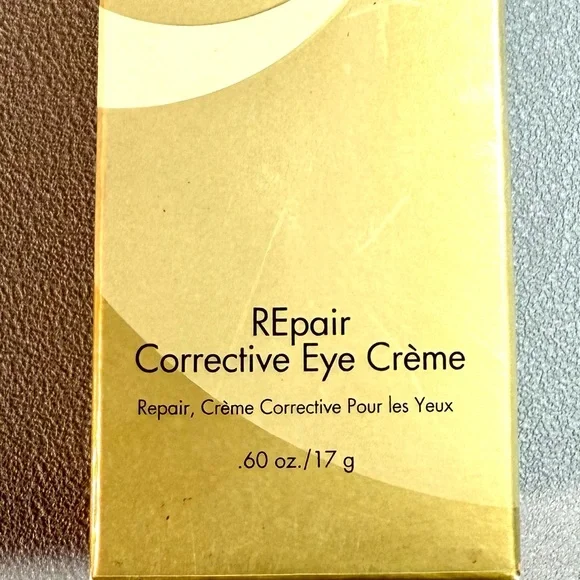 REpair
Corrective Eye Crème
Repair, Crème Corrective Pour les Yeux
.60 oz./17 g